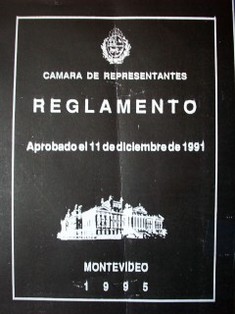 CAMARA DE REPRESENTANTES
REGLAMENTO
Aprobado el 11 de diciembre de 1991
MONTEVIDEO
1995